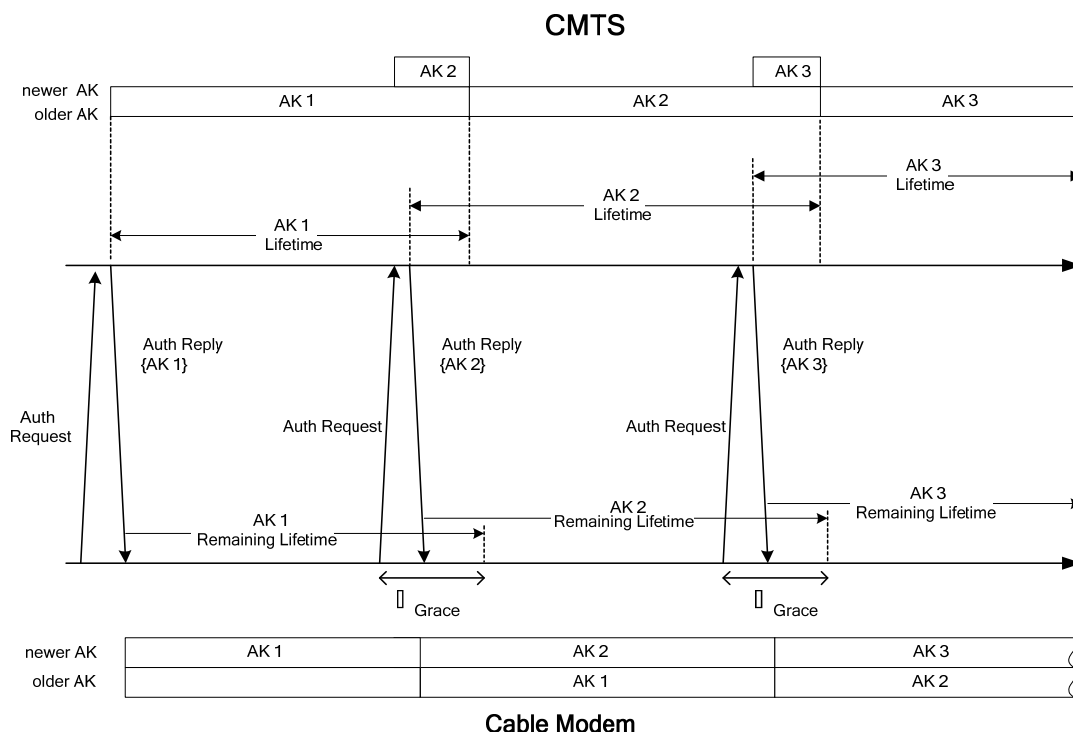 CMTS
AK 2
AK 3
newer AK
older AK
AK 1
AK 2
AK 3
AK 3
Lifetime
AK 2
Lifetime
AK 1
Lifetime
Auth Reply
{AK 1}
Auth Reply
{AK 2}
Auth Reply
{AK 3}
Auth
Request
Auth Request
Auth Request
AK 1
Remaining Lifetime
AK 2
Remaining Lifetime
AK 3
Remaining Lifetime
Grace
Grace
newer AK
AK 1
AK 2
AK 3
older AK
AK 1
AK 2
Cable Modem